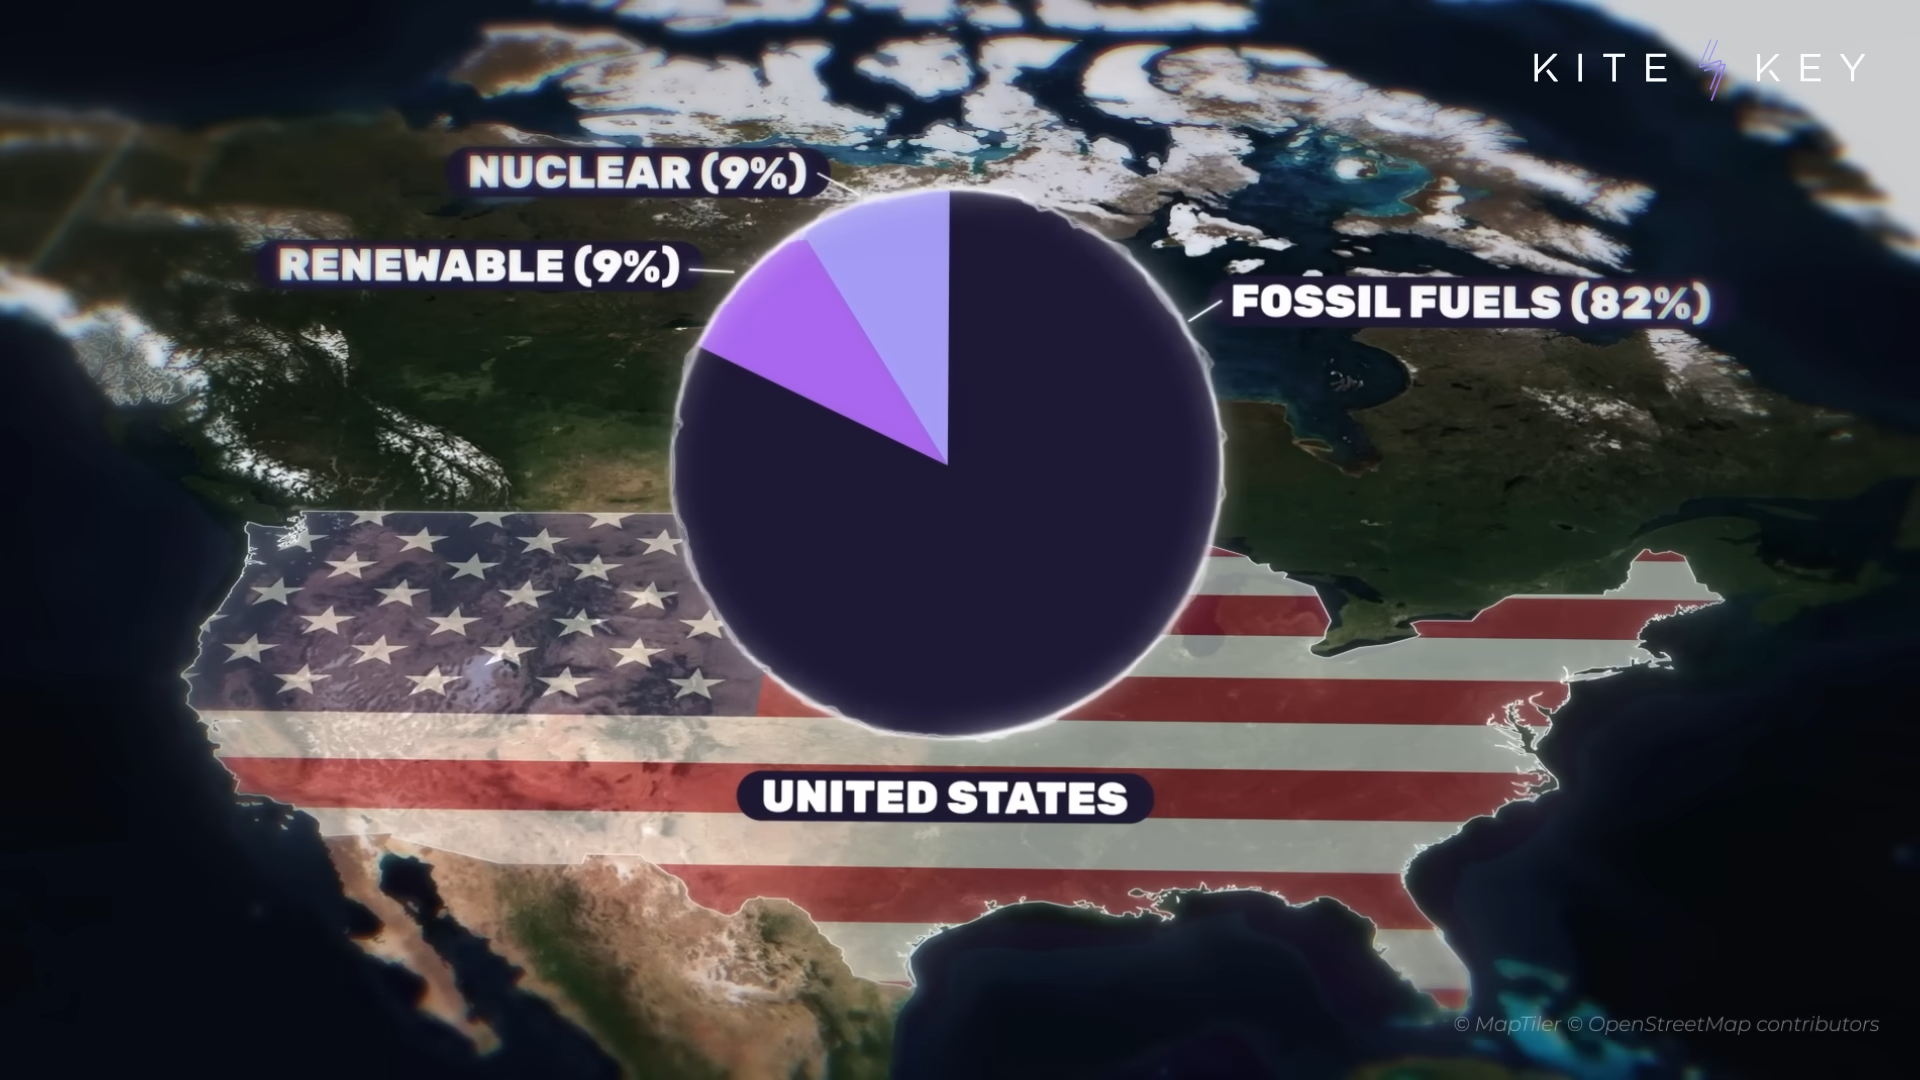 KITE KEY
NUCLEAR (9%)
RENEWABLE (9%)
FOSSIL FUELS (82%)
UNITED STATES
© MapTiler © OpenStreetMap contributors